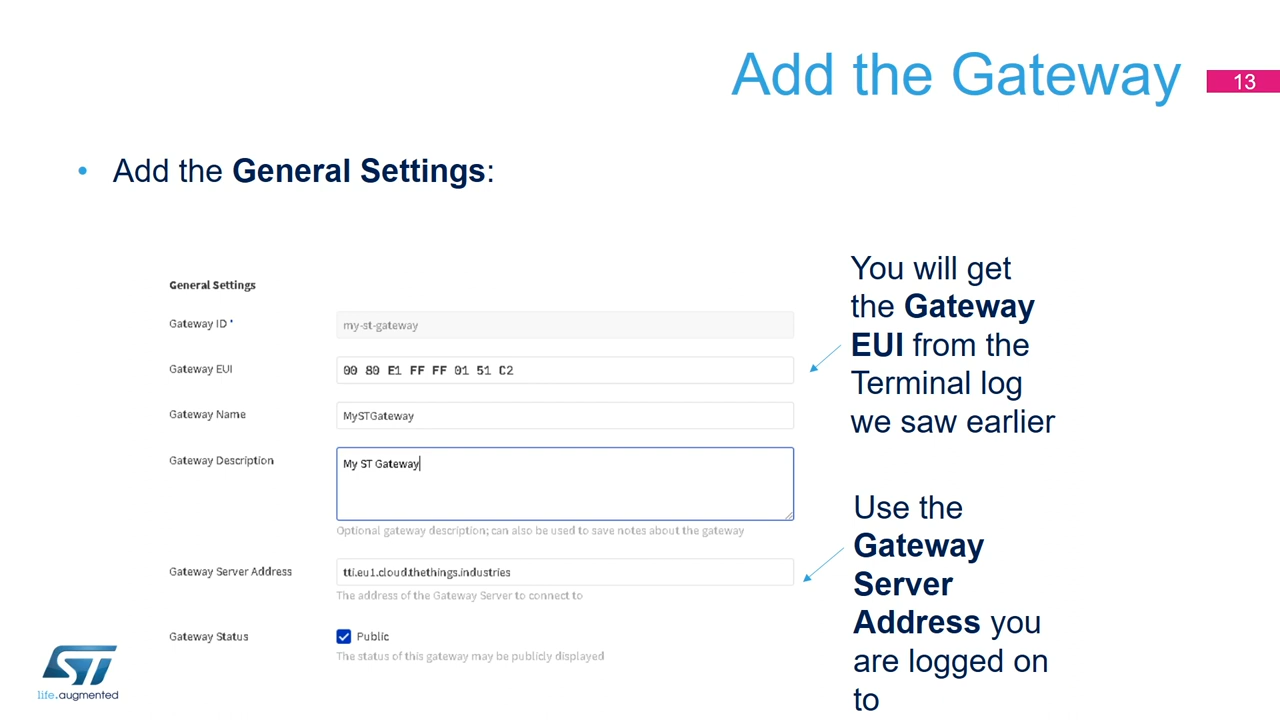 Add the Gateway
13
• Add the General Settings:
General Settings
Gateway ID *
my-st-gateway
Gateway EUI
00 80 E1 FF FF 01 51 C2
Gateway Name
MySTGateway
Gateway Description
My ST Gateway
Optional gateway description; can also be used to save notes about the gateway
Gateway Server Address
tti.eu1.cloud.thethings.industries
The address of the Gateway Server to connect to
Gateway Status
Public
The status of this gateway may be publicly displayed
You will get
the Gateway
EUI from the
Terminal log
we saw earlier
Use the
Gateway
Server
Address you
are logged on
to
ST
life.augmented